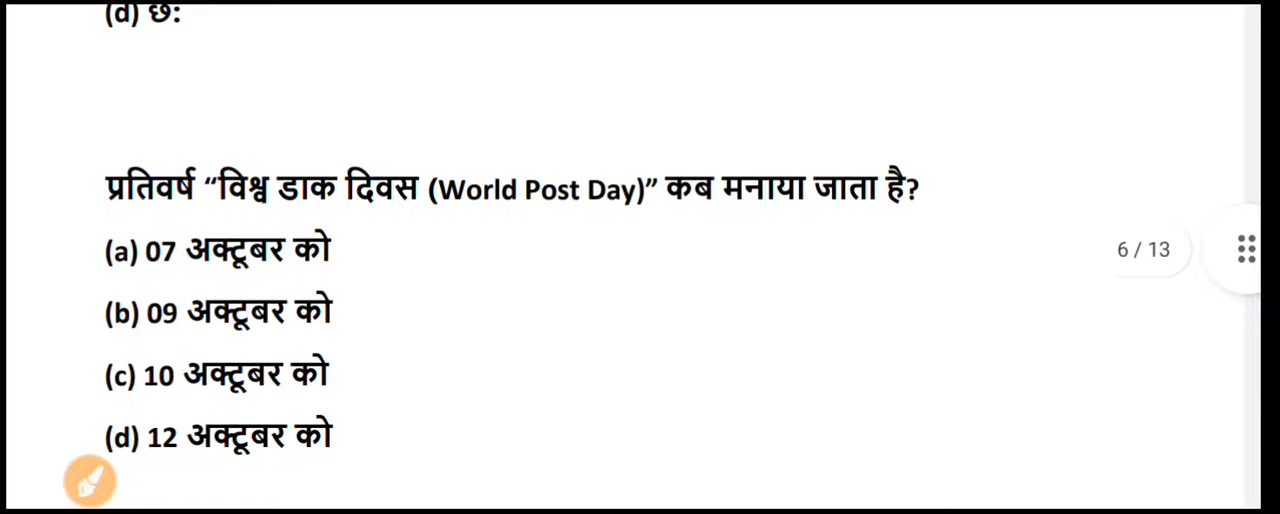 (d) छ:
प्रतिवर्ष “विश्व डाक दिवस (World Post Day)” कब मनाया जाता है?
(a) 07 अक्टूबर को
6 / 13
(b) 09 अक्टूबर को
(c) 10 अक्टूबर को
(d) 12 अक्टूबर को